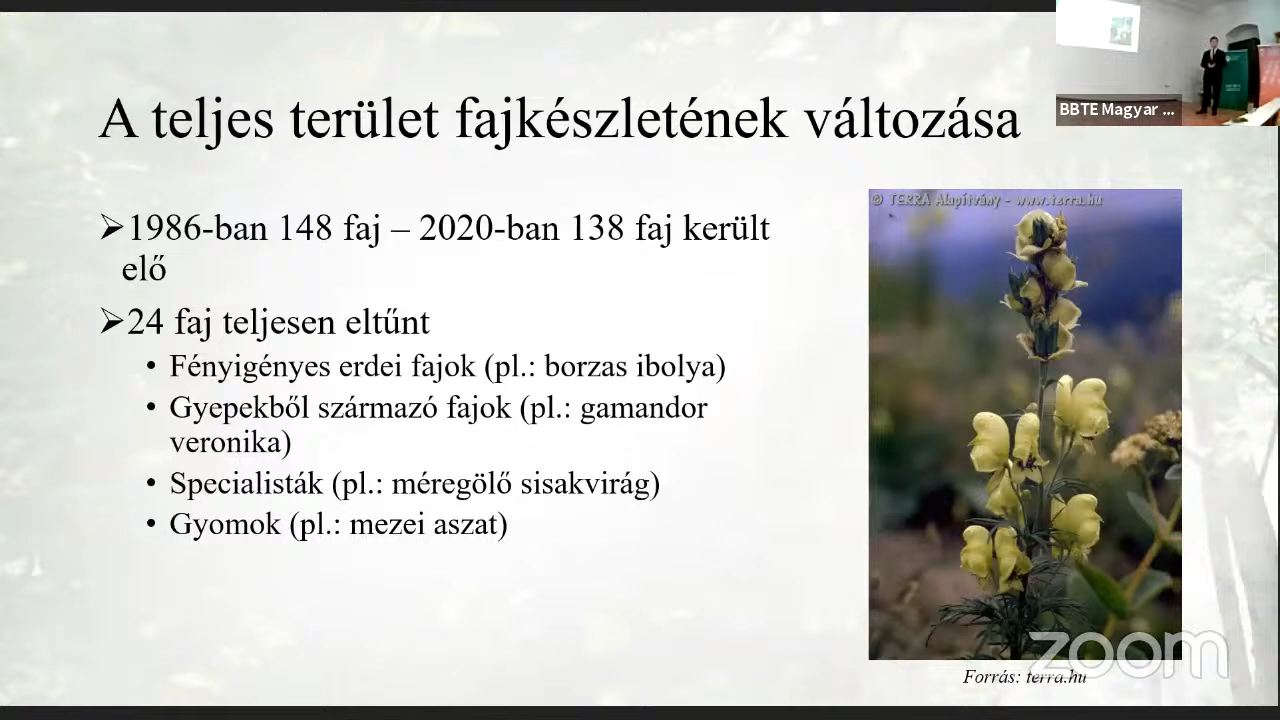 A teljes terület fajkészletének változása
BBTE Magyar ...
➢1986-ban 148 faj – 2020-ban 138 faj került
elő
➢24 faj teljesen eltűnt
• Fényigényes erdei fajok (pl.: borzas ibolya)
• Gyepekből származó fajok (pl.: gamandor
veronika)
• Specialisták (pl.: méregölő sisakvirág)
• Gyomok (pl.: mezei aszat)
© TERRA Alapítvány - www.terra.hu
zoom
Forrás: terra.hu